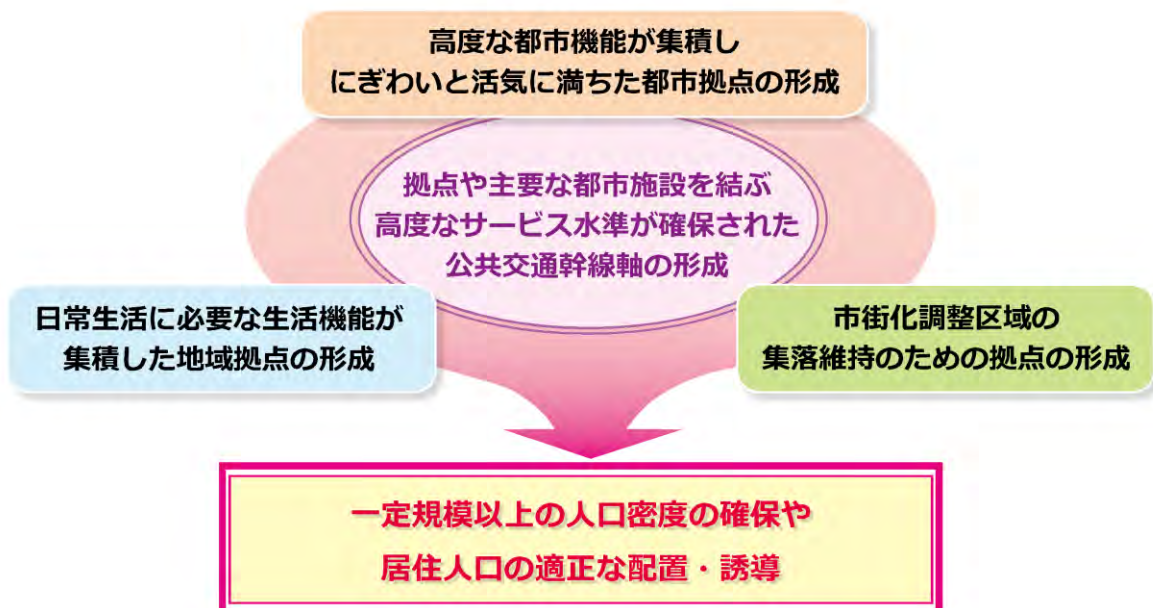 高度な都市機能が集積し
にぎわいと活気に満ちた都市拠点の形成
拠点や主要な都市施設を結ぶ
高度なサービス水準が確保された
公共交通幹線軸の形成
日常生活に必要な生活機能が
集積した地域拠点の形成
市街化調整区域の
集落維持のための拠点の形成
一定規模以上の人口密度の確保や
居住人口の適正な配置・誘導